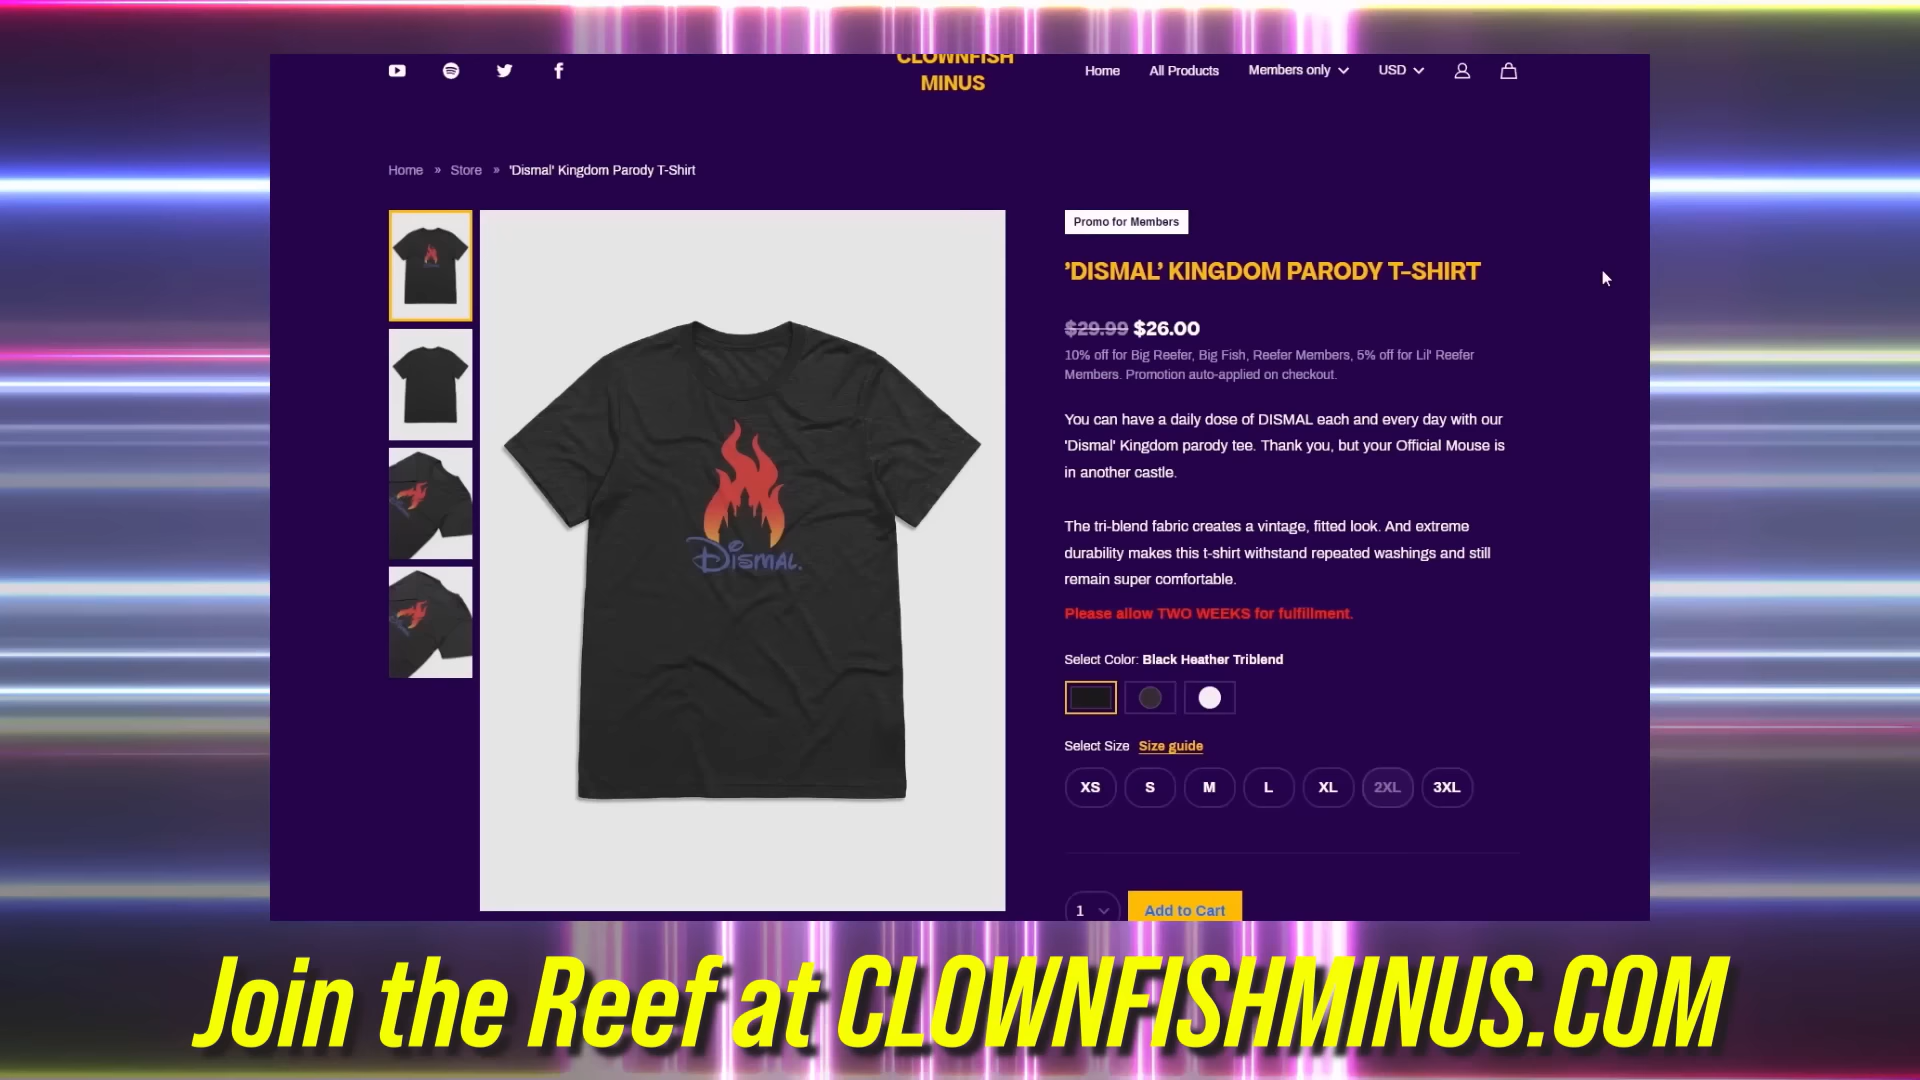 CLOWNFISH
MINUS
Home
All Products
Members only
USD
Home » Store » 'Dismal' Kingdom Parody T-Shirt
Promo for Members
'DISMAL' KINGDOM PARODY T-SHIRT
$29.99 $26.00
10% off for Big Reefer, Big Fish, Reefer Members, 5% off for Lil' Reefer
Members. Promotion auto-applied on checkout.
You can have a daily dose of DISMAL each and every day with our
'Dismal' Kingdom parody tee. Thank you, but your Official Mouse is
in another castle.
The tri-blend fabric creates a vintage, fitted look. And extreme
durability makes this t-shirt withstand repeated washings and still
remain super comfortable.
Please allow TWO WEEKS for fulfillment.
Select Color: Black Heather Triblend
Select Size Size guide
XS S M L XL 2XL 3XL
1 Add to Cart
DISMAL.
Join the Reef at CLOWNFISHMINUS.COM